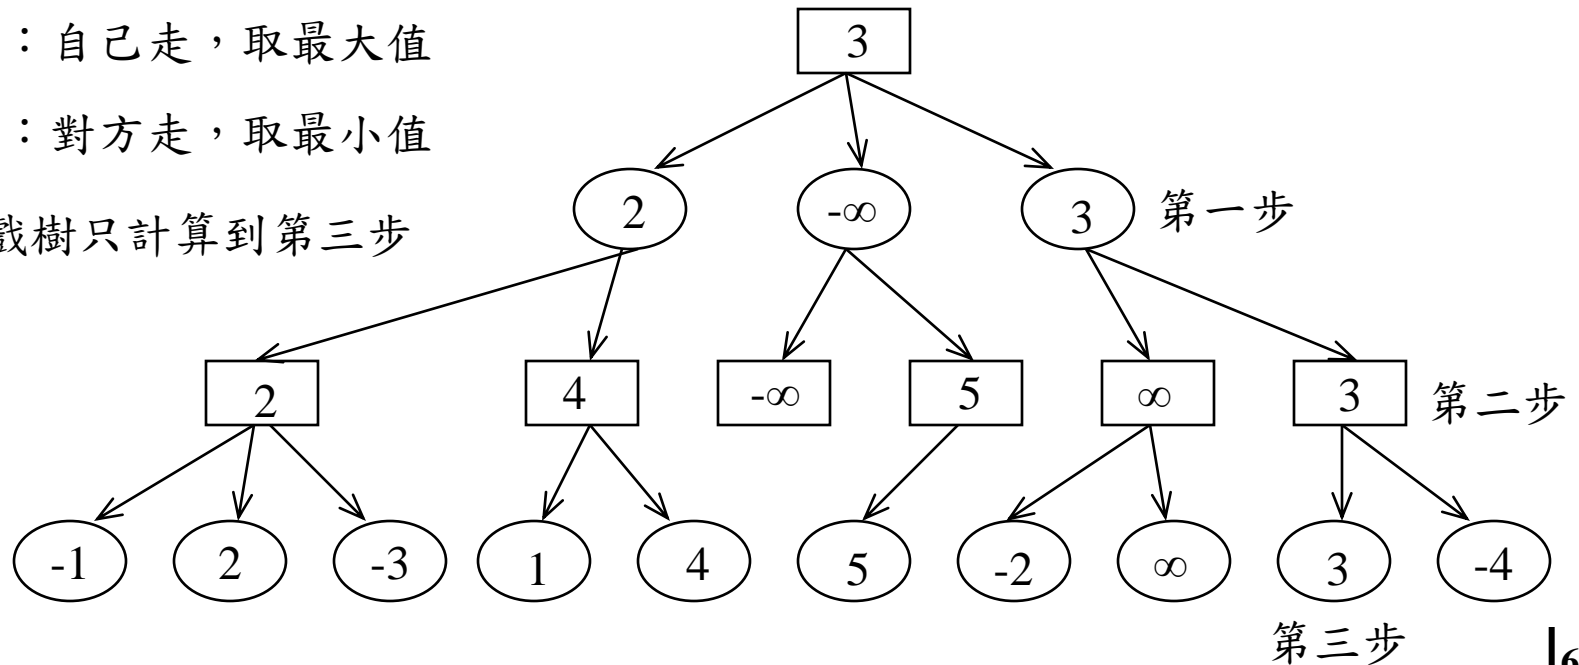 ：自己走，取最大值
3
：對方走，取最小值
2 -∞ 3 第一步
戲樹只計算到第三步
2 4 -∞ 5 ∞ 3 第二步
-1 2 -3 1 4 5 -2 ∞ 3 -4
第三步
6